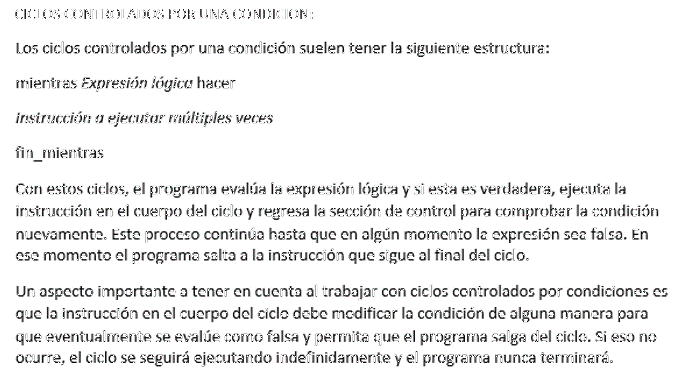 CICLOS CONTROLADOS POR UNA CONDICIÓN:
Los ciclos controlados por una condición suelen tener la siguiente estructura:
mientras Expresión lógica hacer
Instrucción a ejecutar múltiples veces
fin_mientras
Con estos ciclos, el programa evalúa la expresión lógica y si esta es verdadera, ejecuta la
instrucción en el cuerpo del ciclo y regresa la sección de control para comprobar la condición
nuevamente. Este proceso continúa hasta que en algún momento la expresión sea falsa. En
ese momento el programa salta a la instrucción que sigue al final del ciclo.
Un aspecto importante a tener en cuenta al trabajar con ciclos controlados por condiciones es
que la instrucción en el cuerpo del ciclo debe modificar la condición de alguna manera para
que eventualmente se evalúe como falsa y permita que el programa salga del ciclo. Si eso no
ocurre, el ciclo se seguirá ejecutando indefinidamente y el programa nunca terminará.